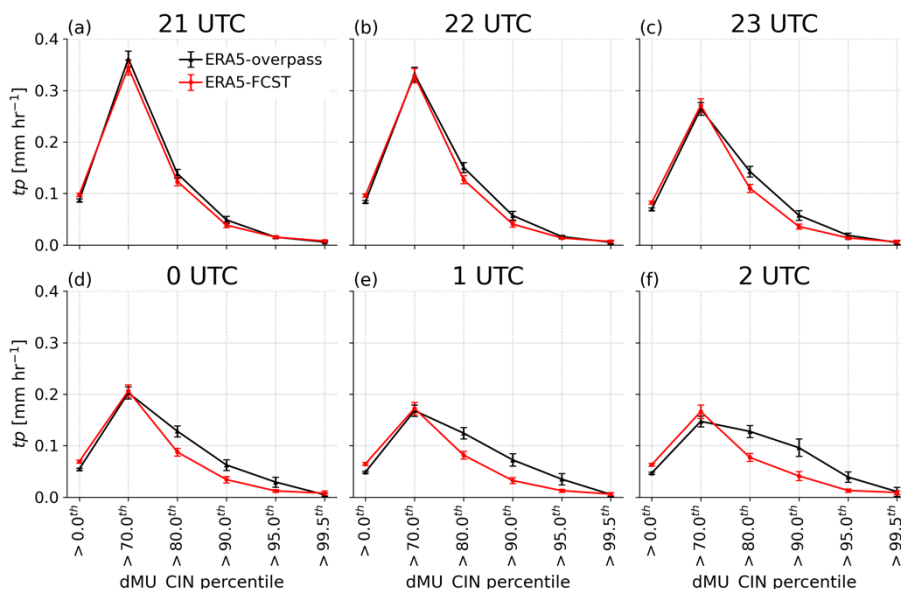 (a) 21 UTC
(b) 22 UTC
(c) 23 UTC
0.4
0.3
0.2
0.1
0.0
tp [mm hr⁻¹]
ERA5-overpass
ERA5-FCST
(d) 0 UTC
(e) 1 UTC
(f) 2 UTC
0.4
0.3
0.2
0.1
0.0
tp [mm hr⁻¹]
> 0.0th
> 70.0th
> 80.0th
> 90.0th
> 95.0th
> 99.5th
dMU_CIN percentile
> 0.0th
> 70.0th
> 80.0th
> 90.0th
> 95.0th
> 99.5th
dMU_CIN percentile
> 0.0th
> 70.0th
> 80.0th
> 90.0th
> 95.0th
> 99.5th
dMU_CIN percentile